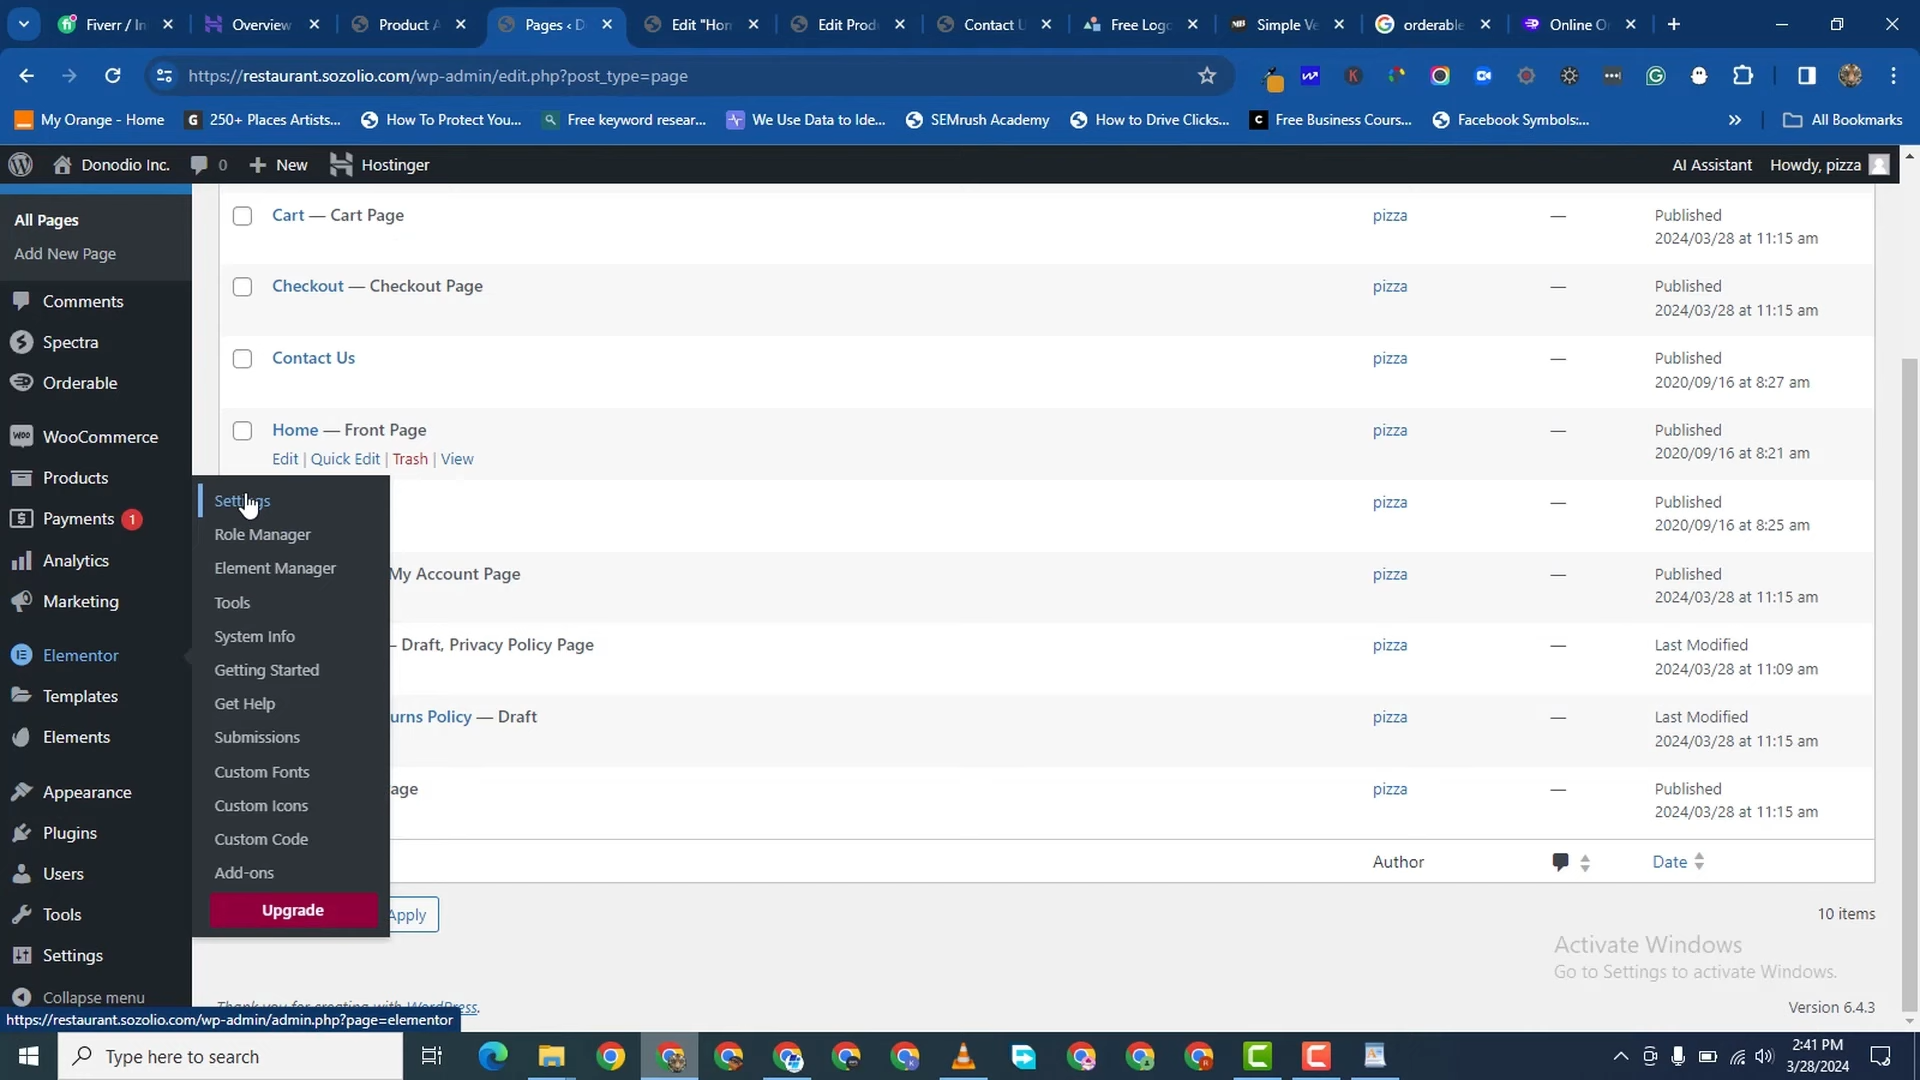 Fiverr / In
Overview
Product A
Pages ‹ D
Edit "Hom
Edit Prod
Contact U
Free Logo
Simple Ve
orderable
Online O
https://restaurant.sozolio.com/wp-admin/edit.php?post_type=page
My Orange - Home
250+ Places Artists...
How To Protect You...
Free keyword resear...
We Use Data to Ide...
SEMrush Academy
How to Drive Clicks...
Free Business Cours...
Facebook Symbols:...
All Bookmarks
Donodio Inc.
0
New
Hostinger
AI Assistant
Howdy, pizza
All Pages
Add New Page
Comments
Spectra
Orderable
WooCommerce
Products
Payments 1
Analytics
Marketing
Elementor
Templates
Elements
Appearance
Plugins
Users
Tools
Settings
Collapse menu
Settings
Role Manager
Element Manager
Tools
System Info
Getting Started
Get Help
Submissions
Custom Fonts
Custom Icons
Custom Code
Add-ons
Upgrade
Cart — Cart Page
pizza
—
Published
2024/03/28 at 11:15 am
Checkout — Checkout Page
pizza
—
Published
2024/03/28 at 11:15 am
Contact Us
pizza
—
Published
2020/09/16 at 8:27 am
Home — Front Page
Edit | Quick Edit | Trash | View
pizza
—
Published
2020/09/16 at 8:21 am
pizza
—
Published
2020/09/16 at 8:25 am
My Account Page
pizza
—
Published
2024/03/28 at 11:15 am
— Draft, Privacy Policy Page
pizza
—
Last Modified
2024/03/28 at 11:09 am
urns Policy — Draft
pizza
—
Last Modified
2024/03/28 at 11:15 am
age
pizza
—
Published
2024/03/28 at 11:15 am
Author
Date
Apply
10 items
Activate Windows
Go to Settings to activate Windows.
Thank you for creating with WordPress.
Version 6.4.3
https://restaurant.sozolio.com/wp-admin/admin.php?page=elementor
Type here to search
2:41 PM
3/28/2024